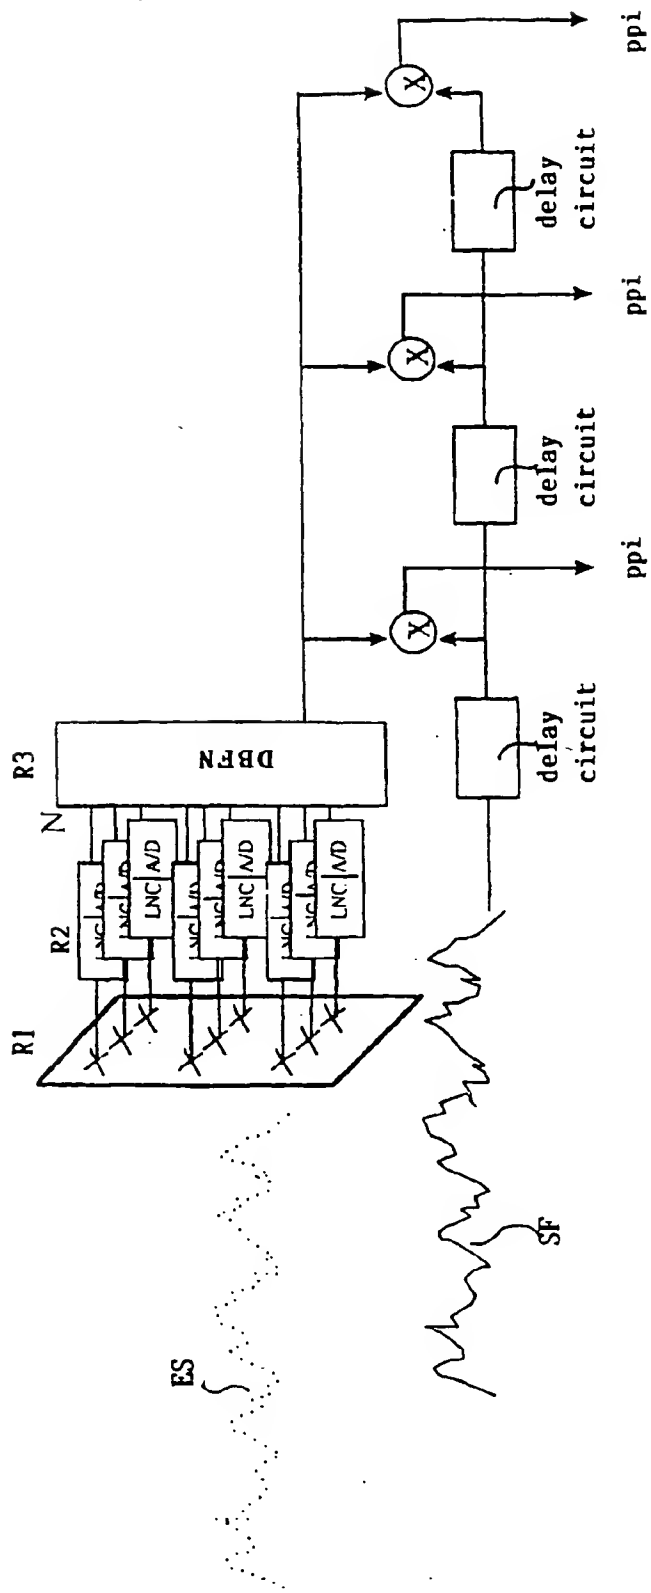 ES
SF
R1
R2
R3
N
LNC A/D
LNC A/D
LNC A/D
DBFN
X
X
X
delay
circuit
delay
circuit
delay
circuit
ppi
ppi
ppi